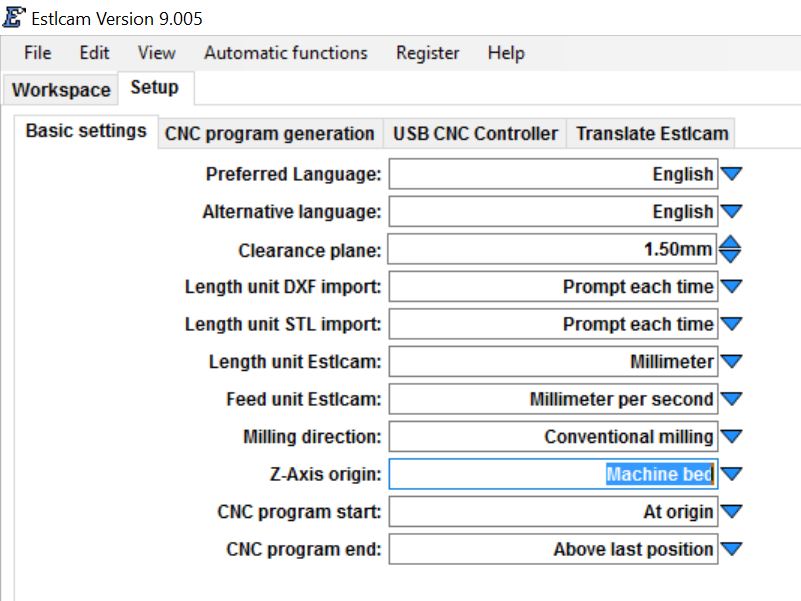 Estlcam Version 9.005
File Edit View Automatic functions Register Help
Workspace Setup
Basic settings CNC program generation USB CNC Controller Translate Estlcam
Preferred Language: English
Alternative language: English
Clearance plane: 1.50mm
Length unit DXF import: Prompt each time
Length unit STL import: Prompt each time
Length unit Estlcam: Millimeter
Feed unit Estlcam: Millimeter per second
Milling direction: Conventional milling
Z-Axis origin: Machine bed
CNC program start: At origin
CNC program end: Above last position